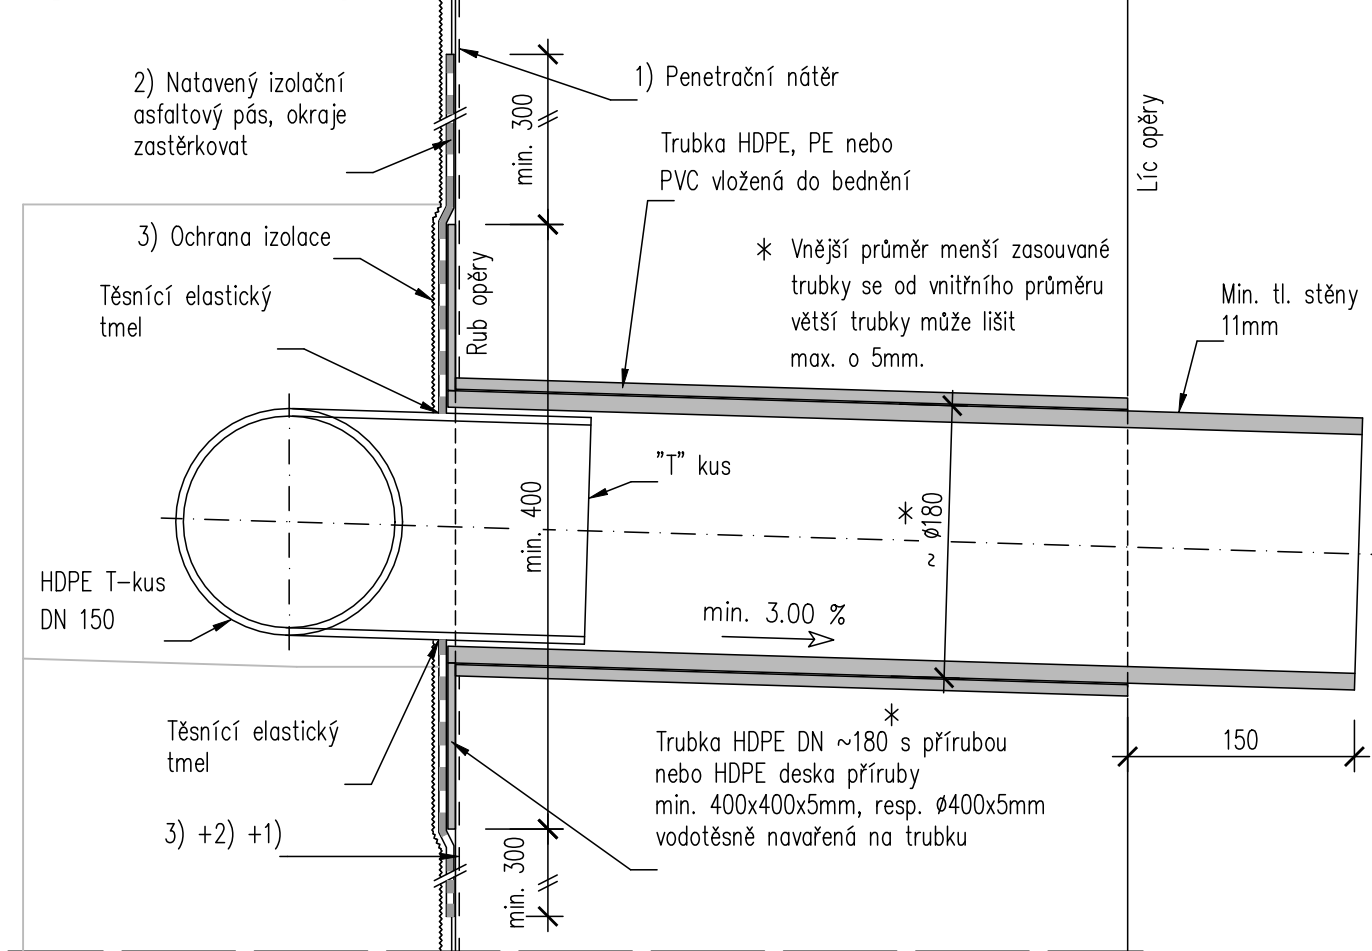 2) Natavený izolační
asfaltový pás, okraje
zastěrkovat
1) Penetrační nátěr
min. 300
Trubka HDPE, PE nebo
PVC vložená do bednění
Líc opěry
3) Ochrana izolace
Těsnící elastický
tmel
Rub opěry
* Vnější průměr menší zasouvané
trubky se od vnitřního průměru
větší trubky může lišit
max. o 5mm.
Min. tl. stěny
11mm
"T" kus
min. 400
*
~ ø180
HDPE T-kus
DN 150
min. 3.00 %
Těsnící elastický
tmel
*
Trubka HDPE DN ~180 s přírubou
nebo HDPE deska příruby
min. 400x400x5mm, resp. ø400x5mm
vodotěsně navařená na trubku
150
3) +2) +1)
min. 300